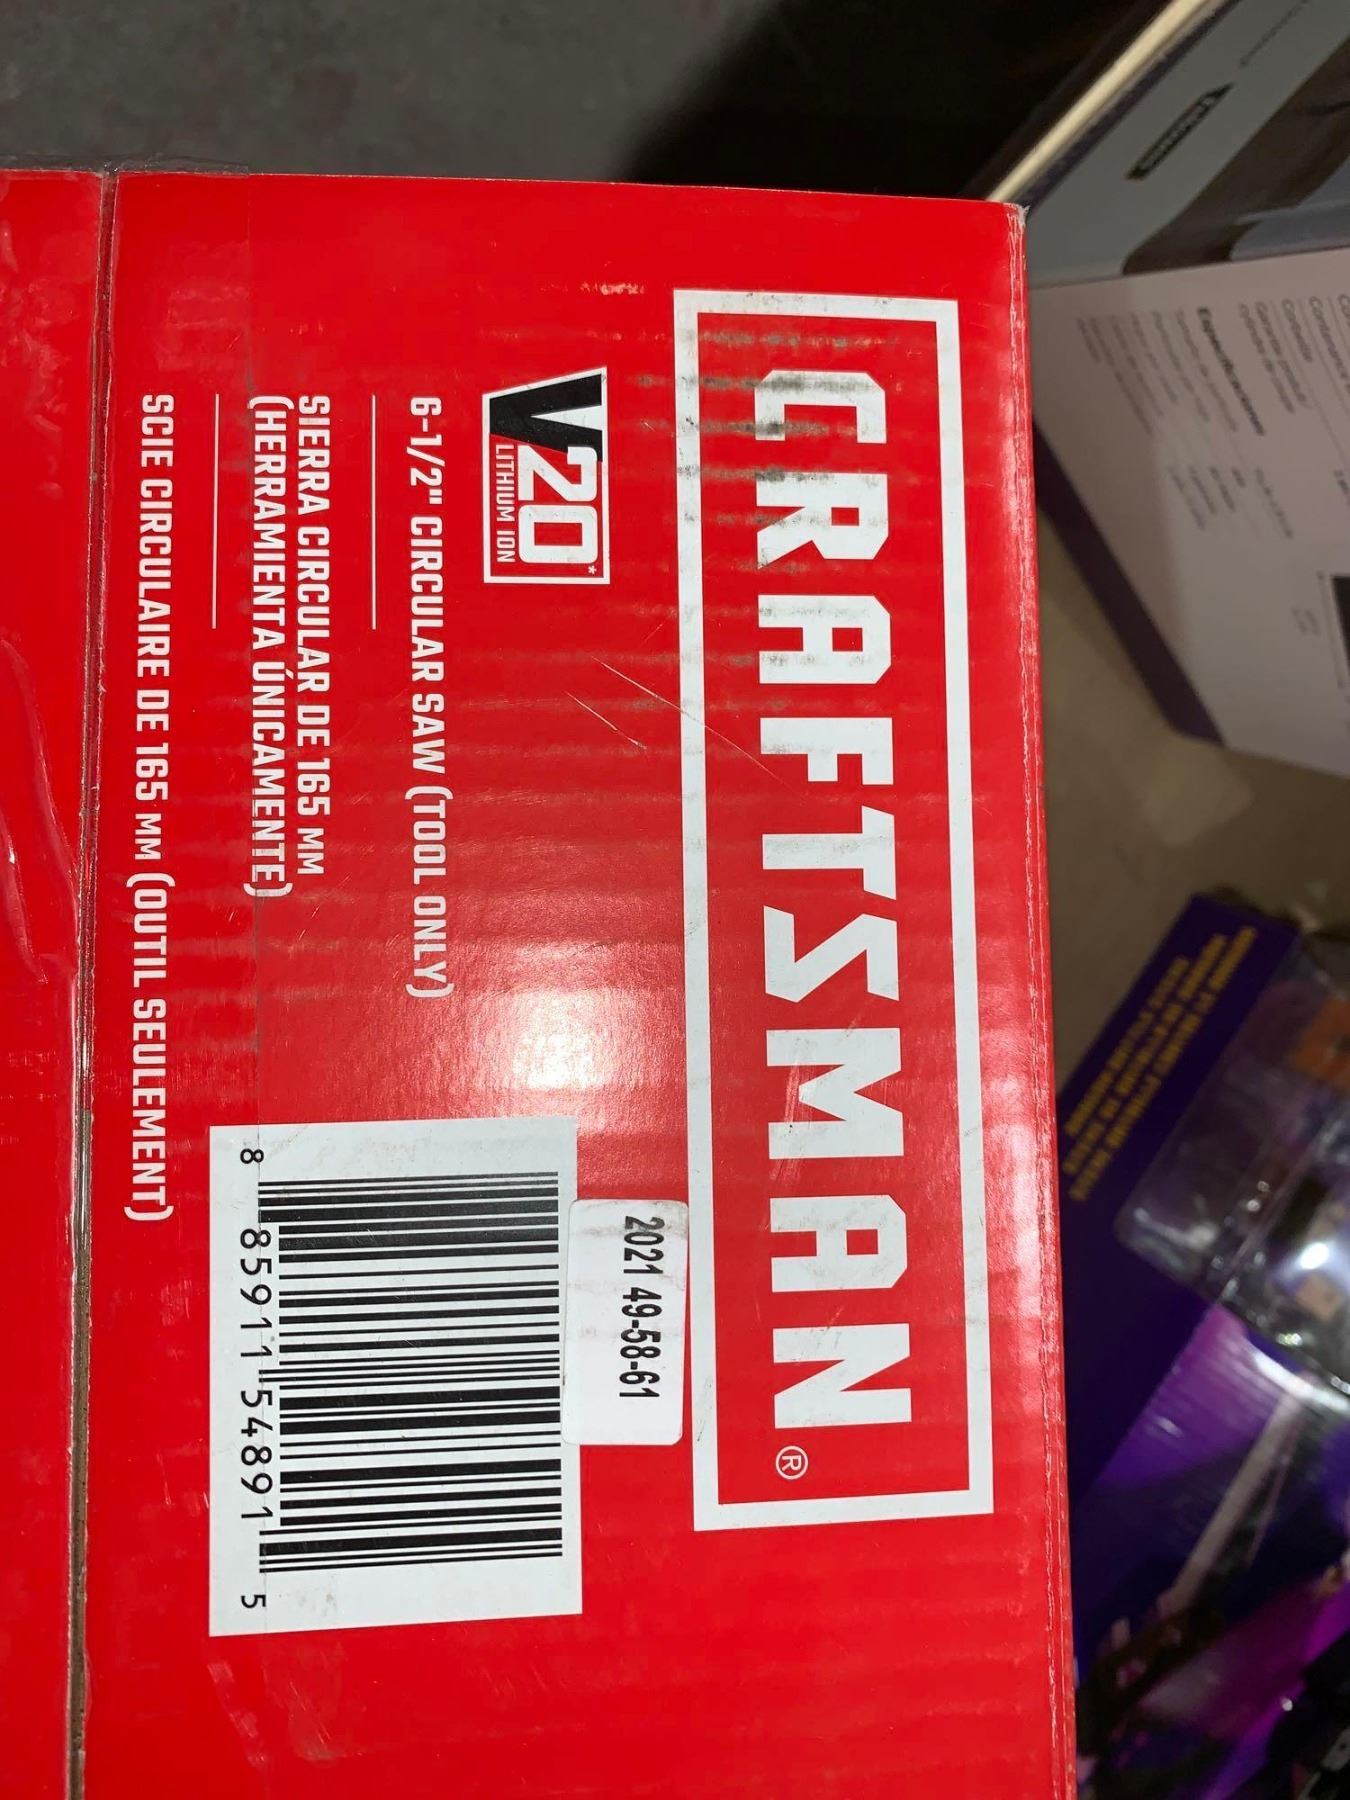 CRAFTSMAN®
V20*
LITHIUM ION
6-1/2" CIRCULAR SAW (TOOL ONLY)
SIERRA CIRCULAR DE 165 MM
(HERRAMIENTA ÚNICAMENTE)
SCIE CIRCULAIRE DE 165 MM (OUTIL SEULEMENT)
2021 49-58-61
8 85911 54891 5
Especificaciones